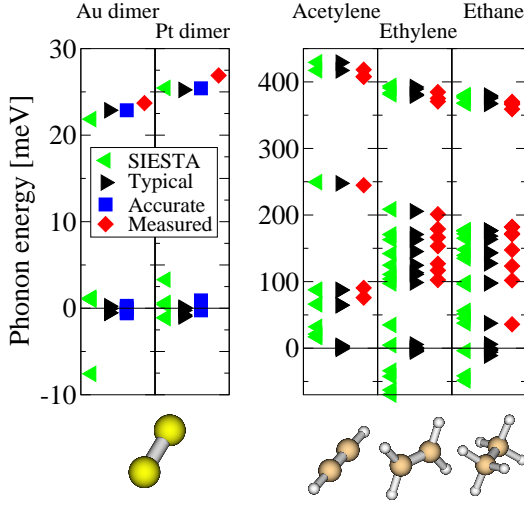 Au dimer
Pt dimer
Acetylene
Ethylene
Ethane
Phonon energy [meV]
30
20
10
0
-10
SIESTA
Typical
Accurate
Measured
400
300
200
100
0